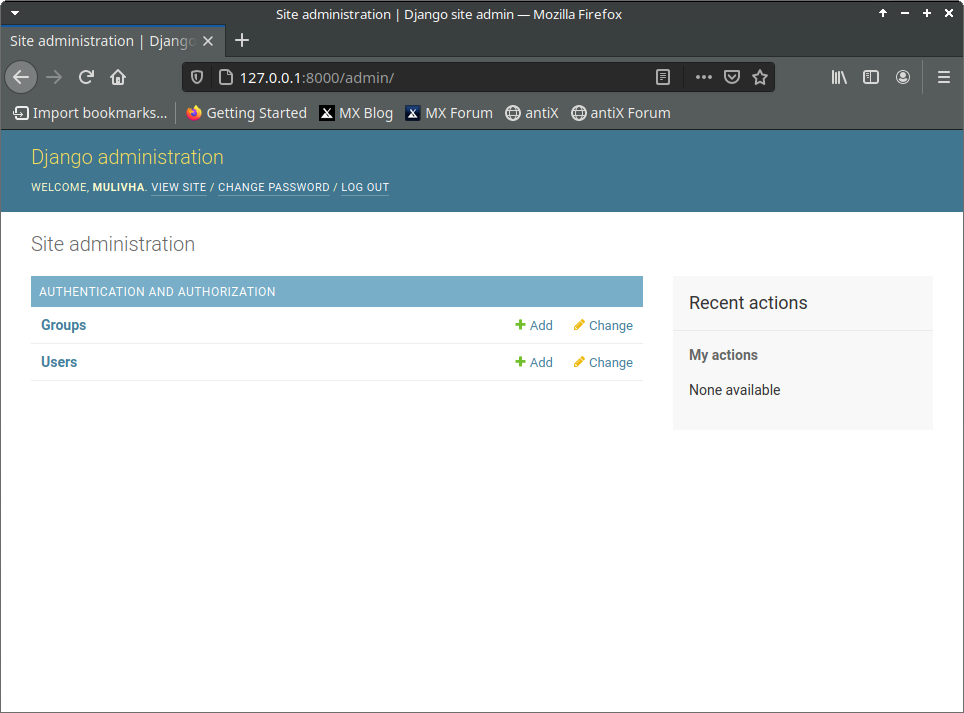 Site administration | Django site admin — Mozilla Firefox
Site administration | Django
127.0.0.1:8000/admin/
Import bookmarks... Getting Started MX Blog MX Forum antiX antiX Forum
Django administration
WELCOME, MULIVHA. VIEW SITE / CHANGE PASSWORD / LOG OUT
Site administration
AUTHENTICATION AND AUTHORIZATION
Groups Add Change
Users Add Change
Recent actions
My actions
None available